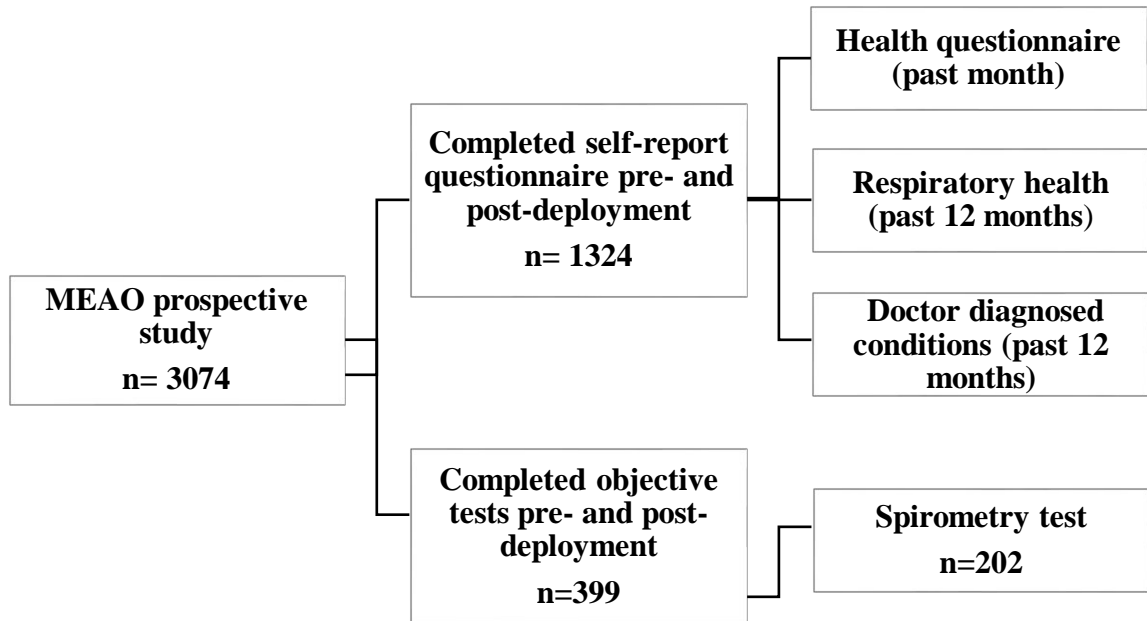 MEAO prospective
study
n= 3074
Completed self-report
questionnaire pre- and
post-deployment
n= 1324
Health questionnaire
(past month)
Respiratory health
(past 12 months)
Doctor diagnosed
conditions (past 12
months)
Completed objective
tests pre- and post-
deployment
n=399
Spirometry test
n=202